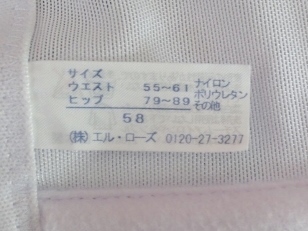 サイズ
ウエスト 55~61 ナイロン
ヒップ 79~89 ポリウレタン
その他
58
(株)エル・ローズ 0120-27-3277